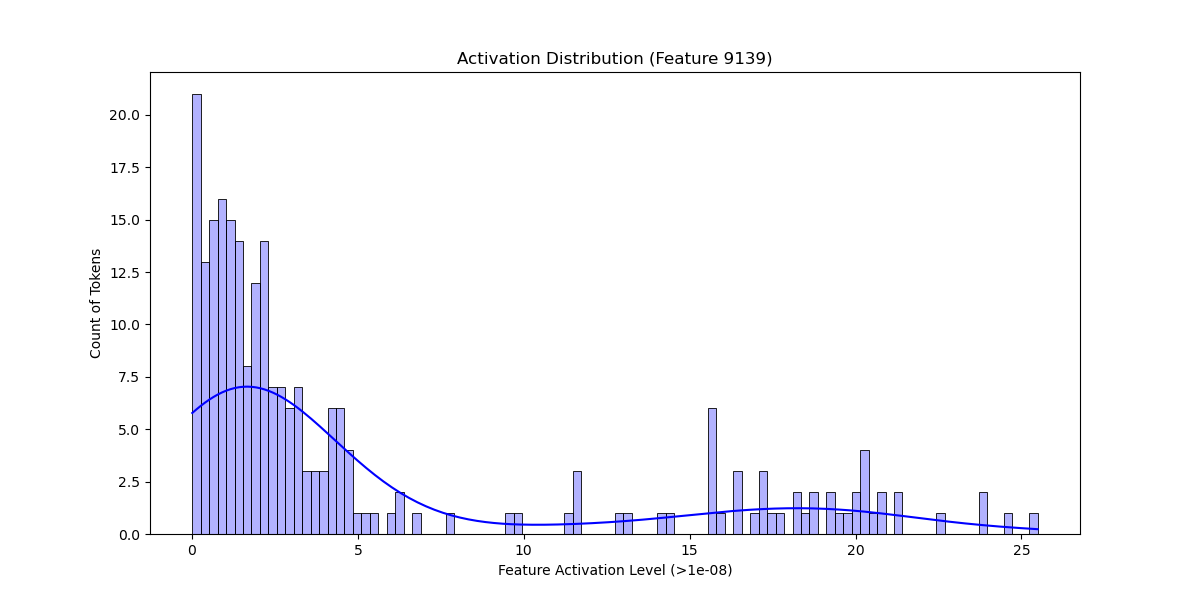 Activation Distribution (Feature 9139)
Count of Tokens
20.0
17.5
15.0
12.5
10.0
7.5
5.0
2.5
0.0
0 5 10 15 20 25
Feature Activation Level (>1e-08)